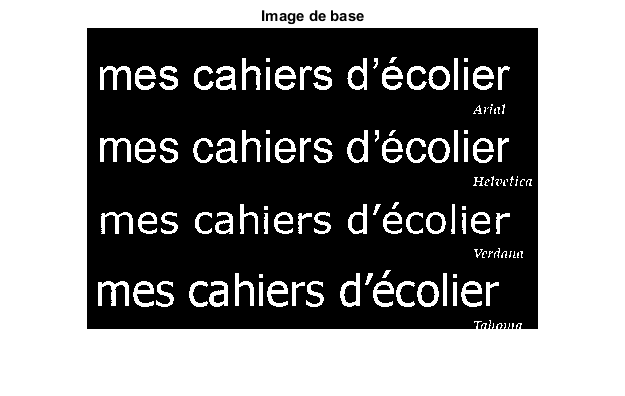 Image de base
mes cahiers d'écolier
Arial
mes cahiers d'écolier
Helvetica
mes cahiers d'écolier
Verdana
mes cahiers d'écolier
Tahoma